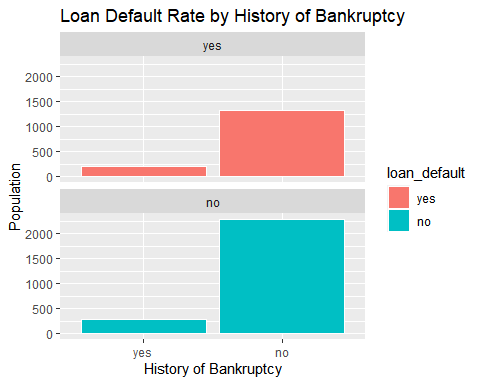 Loan Default Rate by History of Bankruptcy
yes
2000
1500
1000
500
0
no
2000
1500
1000
500
0
Population
yes no
History of Bankruptcy
loan_default
yes
no